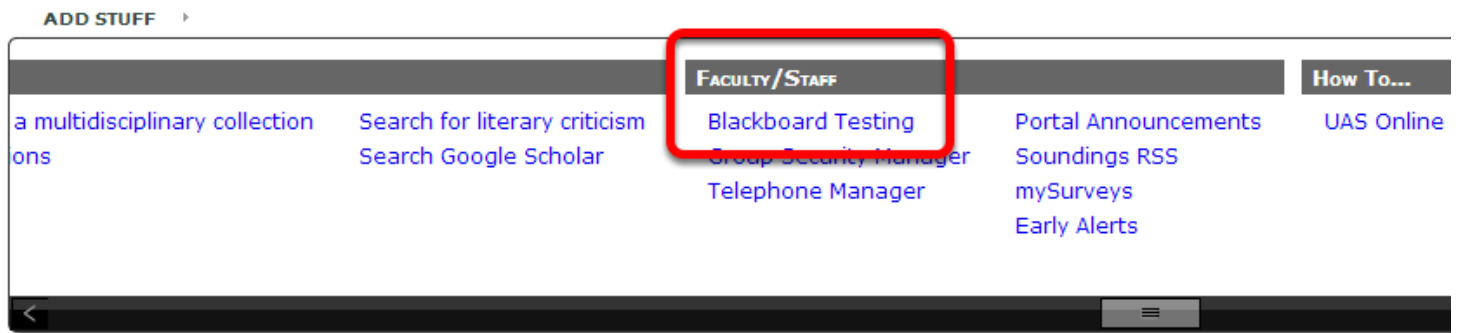 ADD STUFF
FACULTY/STAFF
How To...
a multidisciplinary collection
Search for literary criticism
Blackboard Testing
Portal Announcements
UAS Online
ions
Search Google Scholar
Group Security Manager
Soundings RSS
Telephone Manager
mySurveys
Early Alerts